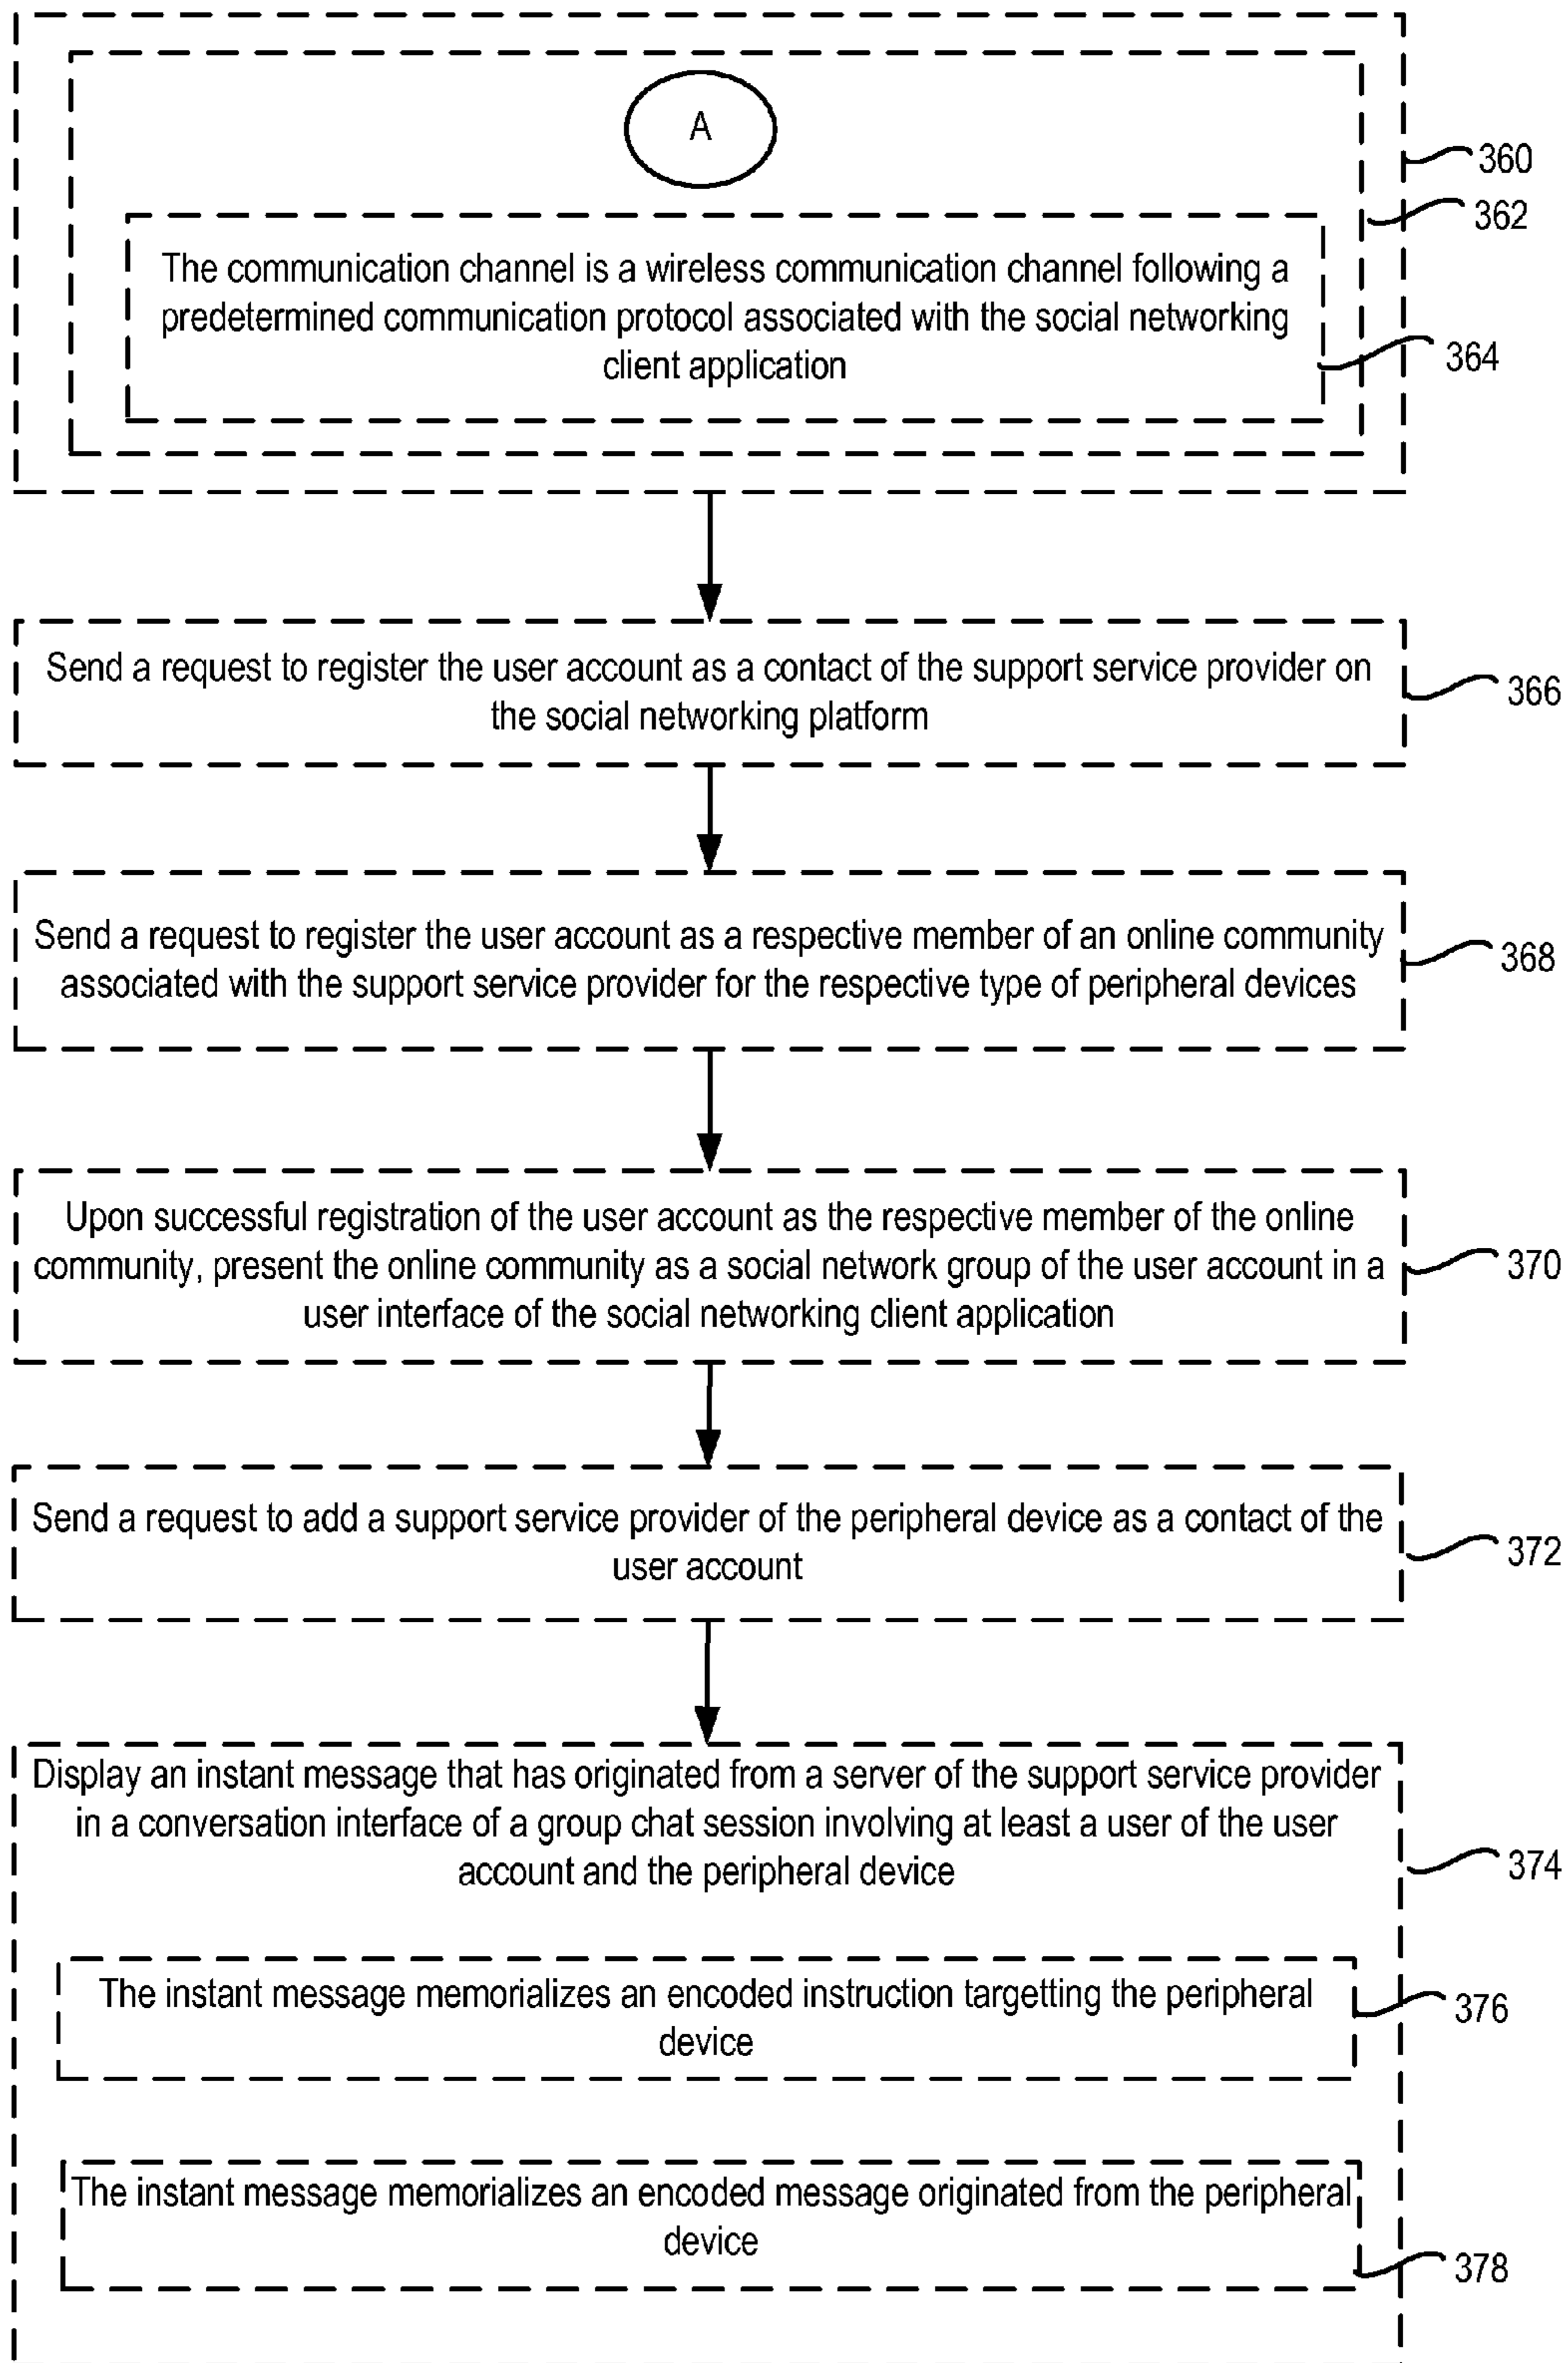 A
360
362
The communication channel is a wireless communication channel following a
predetermined communication protocol associated with the social networking
client application
364
Send a request to register the user account as a contact of the support service provider on
the social networking platform
366
Send a request to register the user account as a respective member of an online community
associated with the support service provider for the respective type of peripheral devices
368
Upon successful registration of the user account as the respective member of the online
community, present the online community as a social network group of the user account in a
user interface of the social networking client application
370
Send a request to add a support service provider of the peripheral device as a contact of the
user account
372
Display an instant message that has originated from a server of the support service provider
in a conversation interface of a group chat session involving at least a user of the user
account and the peripheral device
374
The instant message memorializes an encoded instruction targetting the peripheral
device
376
The instant message memorializes an encoded message originated from the peripheral
device
378